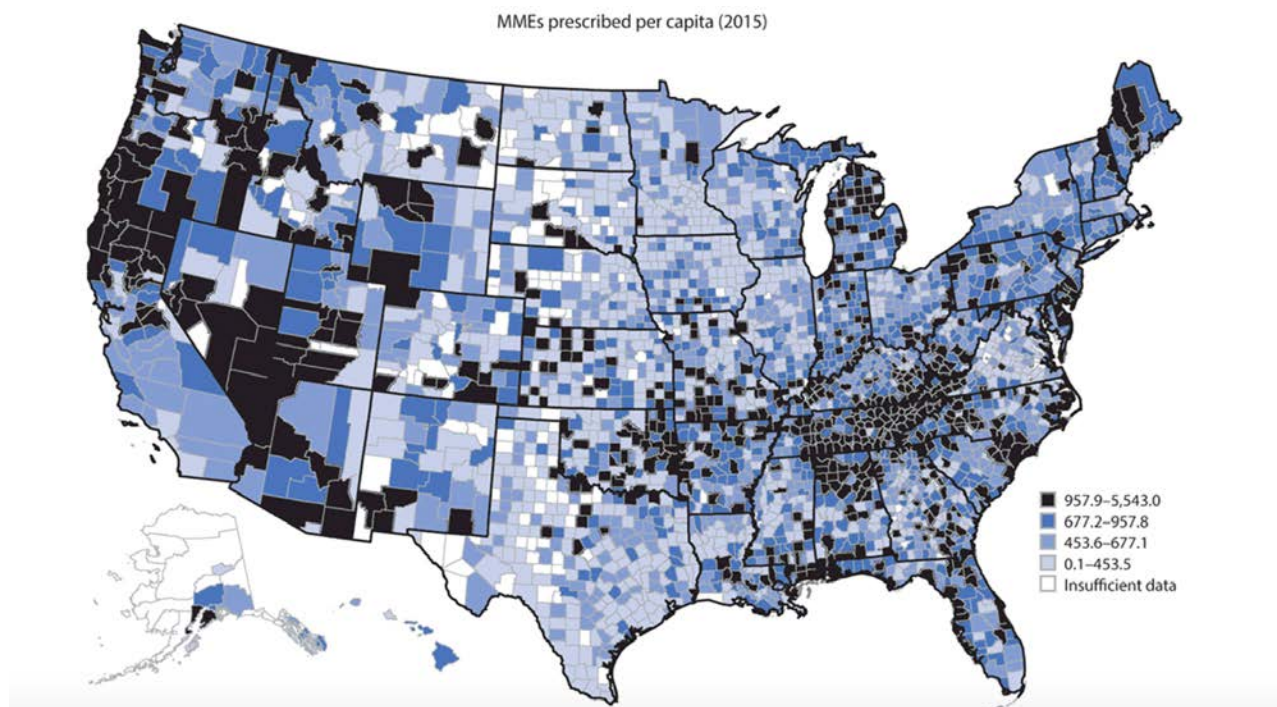 MMEs prescribed per capita (2015)
957.9–5,543.0
677.2–957.8
453.6–677.1
0.1–453.5
Insufficient data